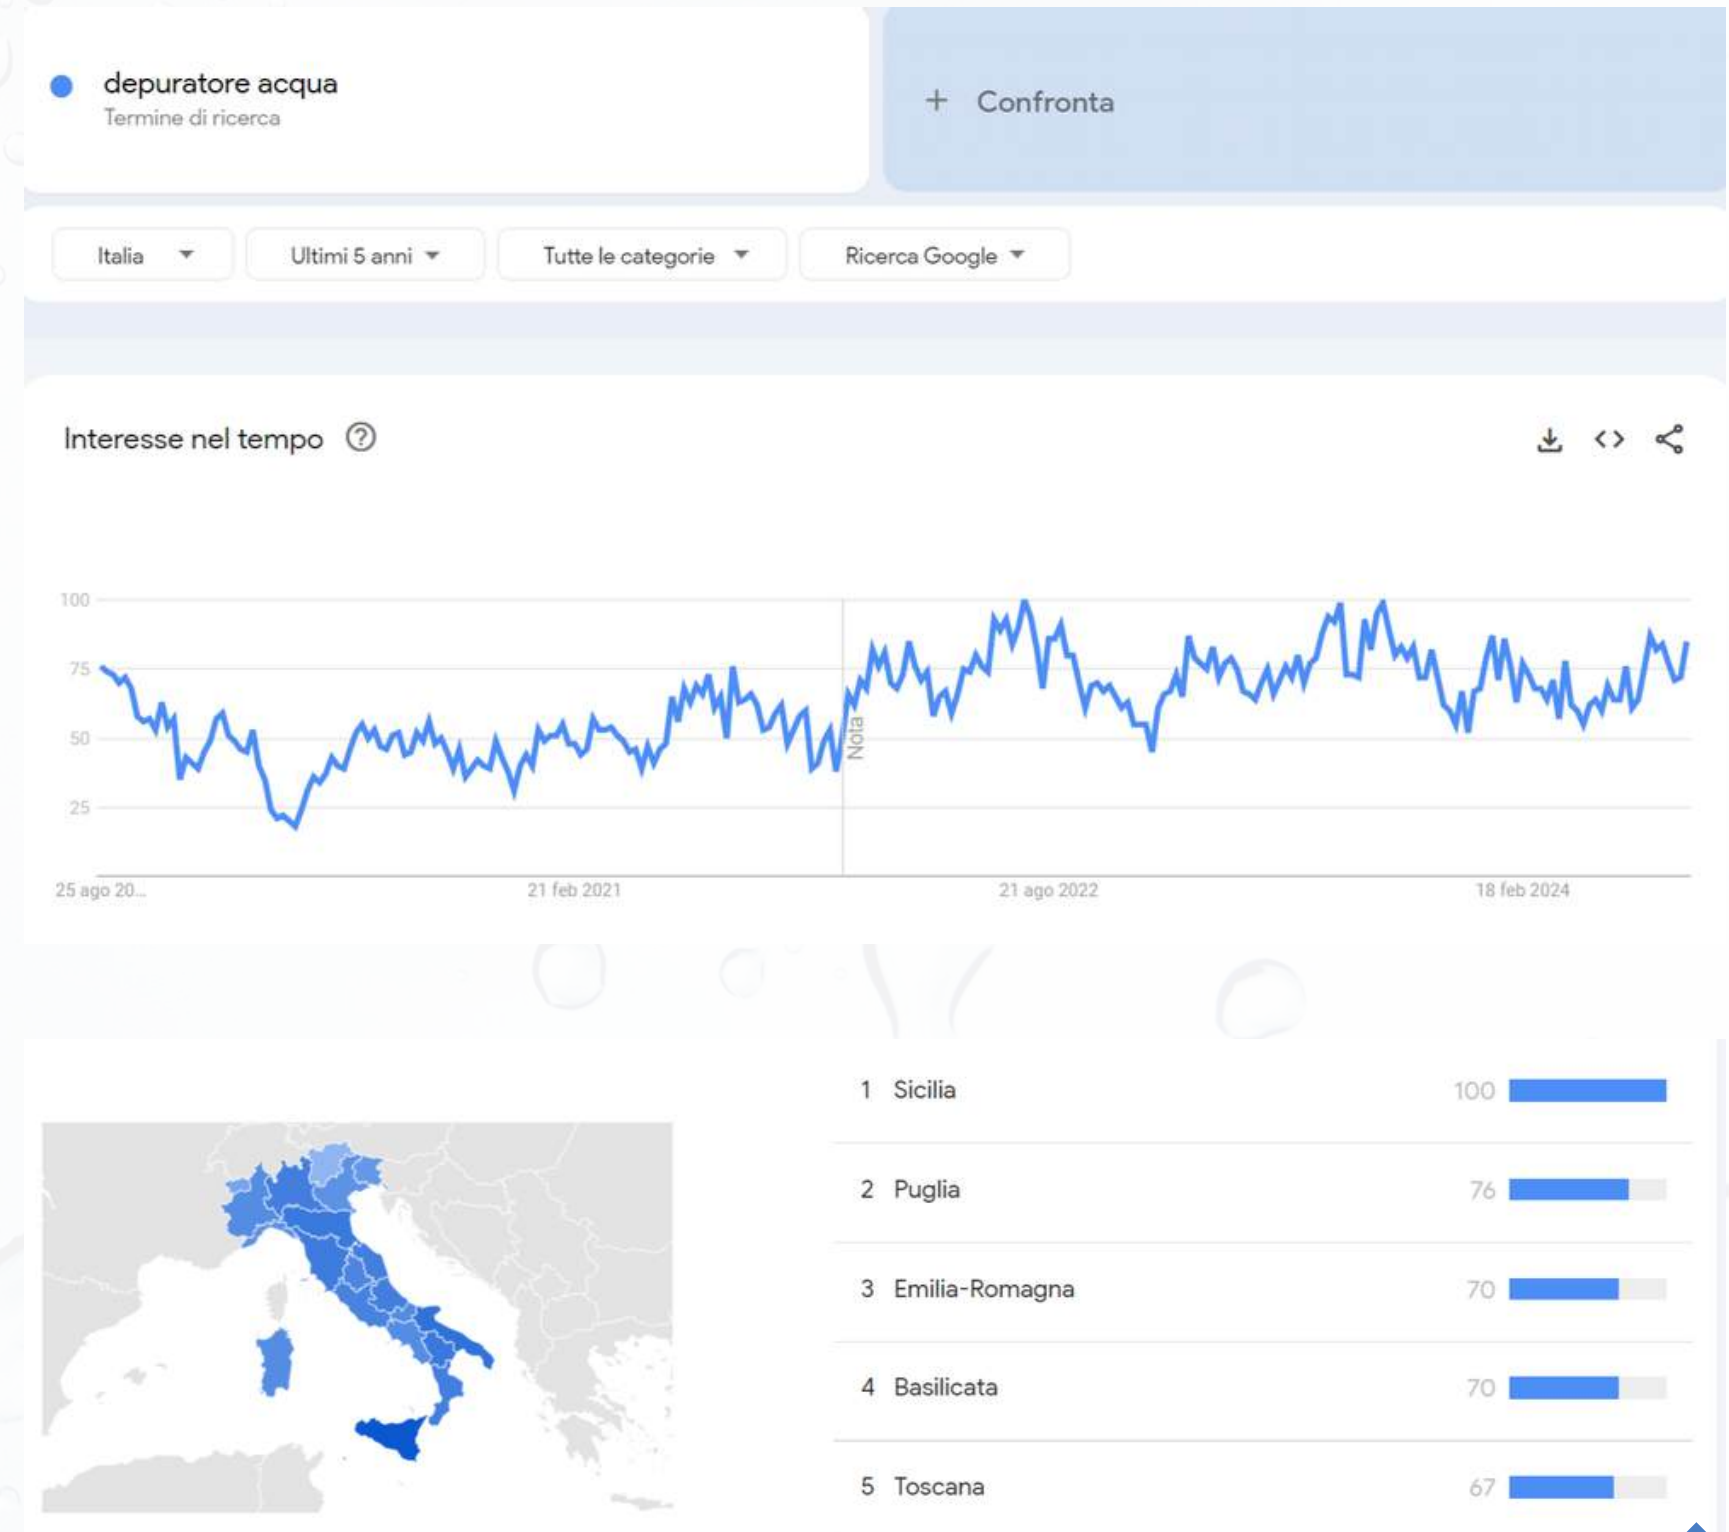 depuratore acqua
Termine di ricerca
+ Confronta
Italia
Ultimi 5 anni
Tutte le categorie
Ricerca Google
Interesse nel tempo
100
75
50
25
Nota
25 ago 20...
21 feb 2021
21 ago 2022
18 feb 2024
1 Sicilia 100
2 Puglia 76
3 Emilia-Romagna 70
4 Basilicata 70
5 Toscana 67